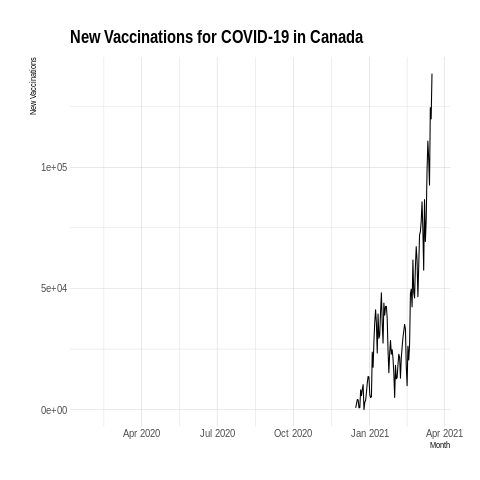 New Vaccinations for COVID-19 in Canada
New Vaccinations
1e+05
5e+04
0e+00
Apr 2020 Jul 2020 Oct 2020 Jan 2021 Apr 2021
Month